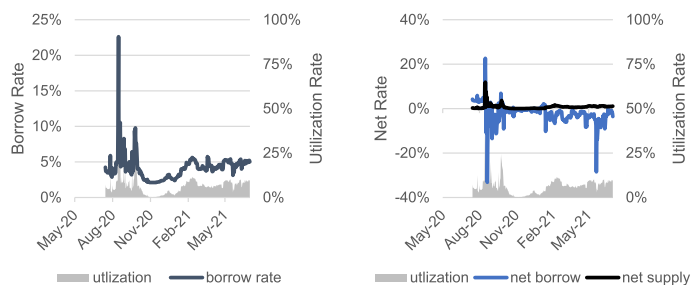 25%
20%
15%
10%
5%
0%
Borrow Rate
100%
75%
50%
25%
0%
Utilization Rate
May-20
Aug-20
Nov-20
Feb-21
May-21
utlization
borrow rate
40%
20%
0%
-20%
-40%
Net Rate
100%
75%
50%
25%
0%
Utilization Rate
May-20
Aug-20
Nov-20
Feb-21
May-21
utlization
net borrow
net supply